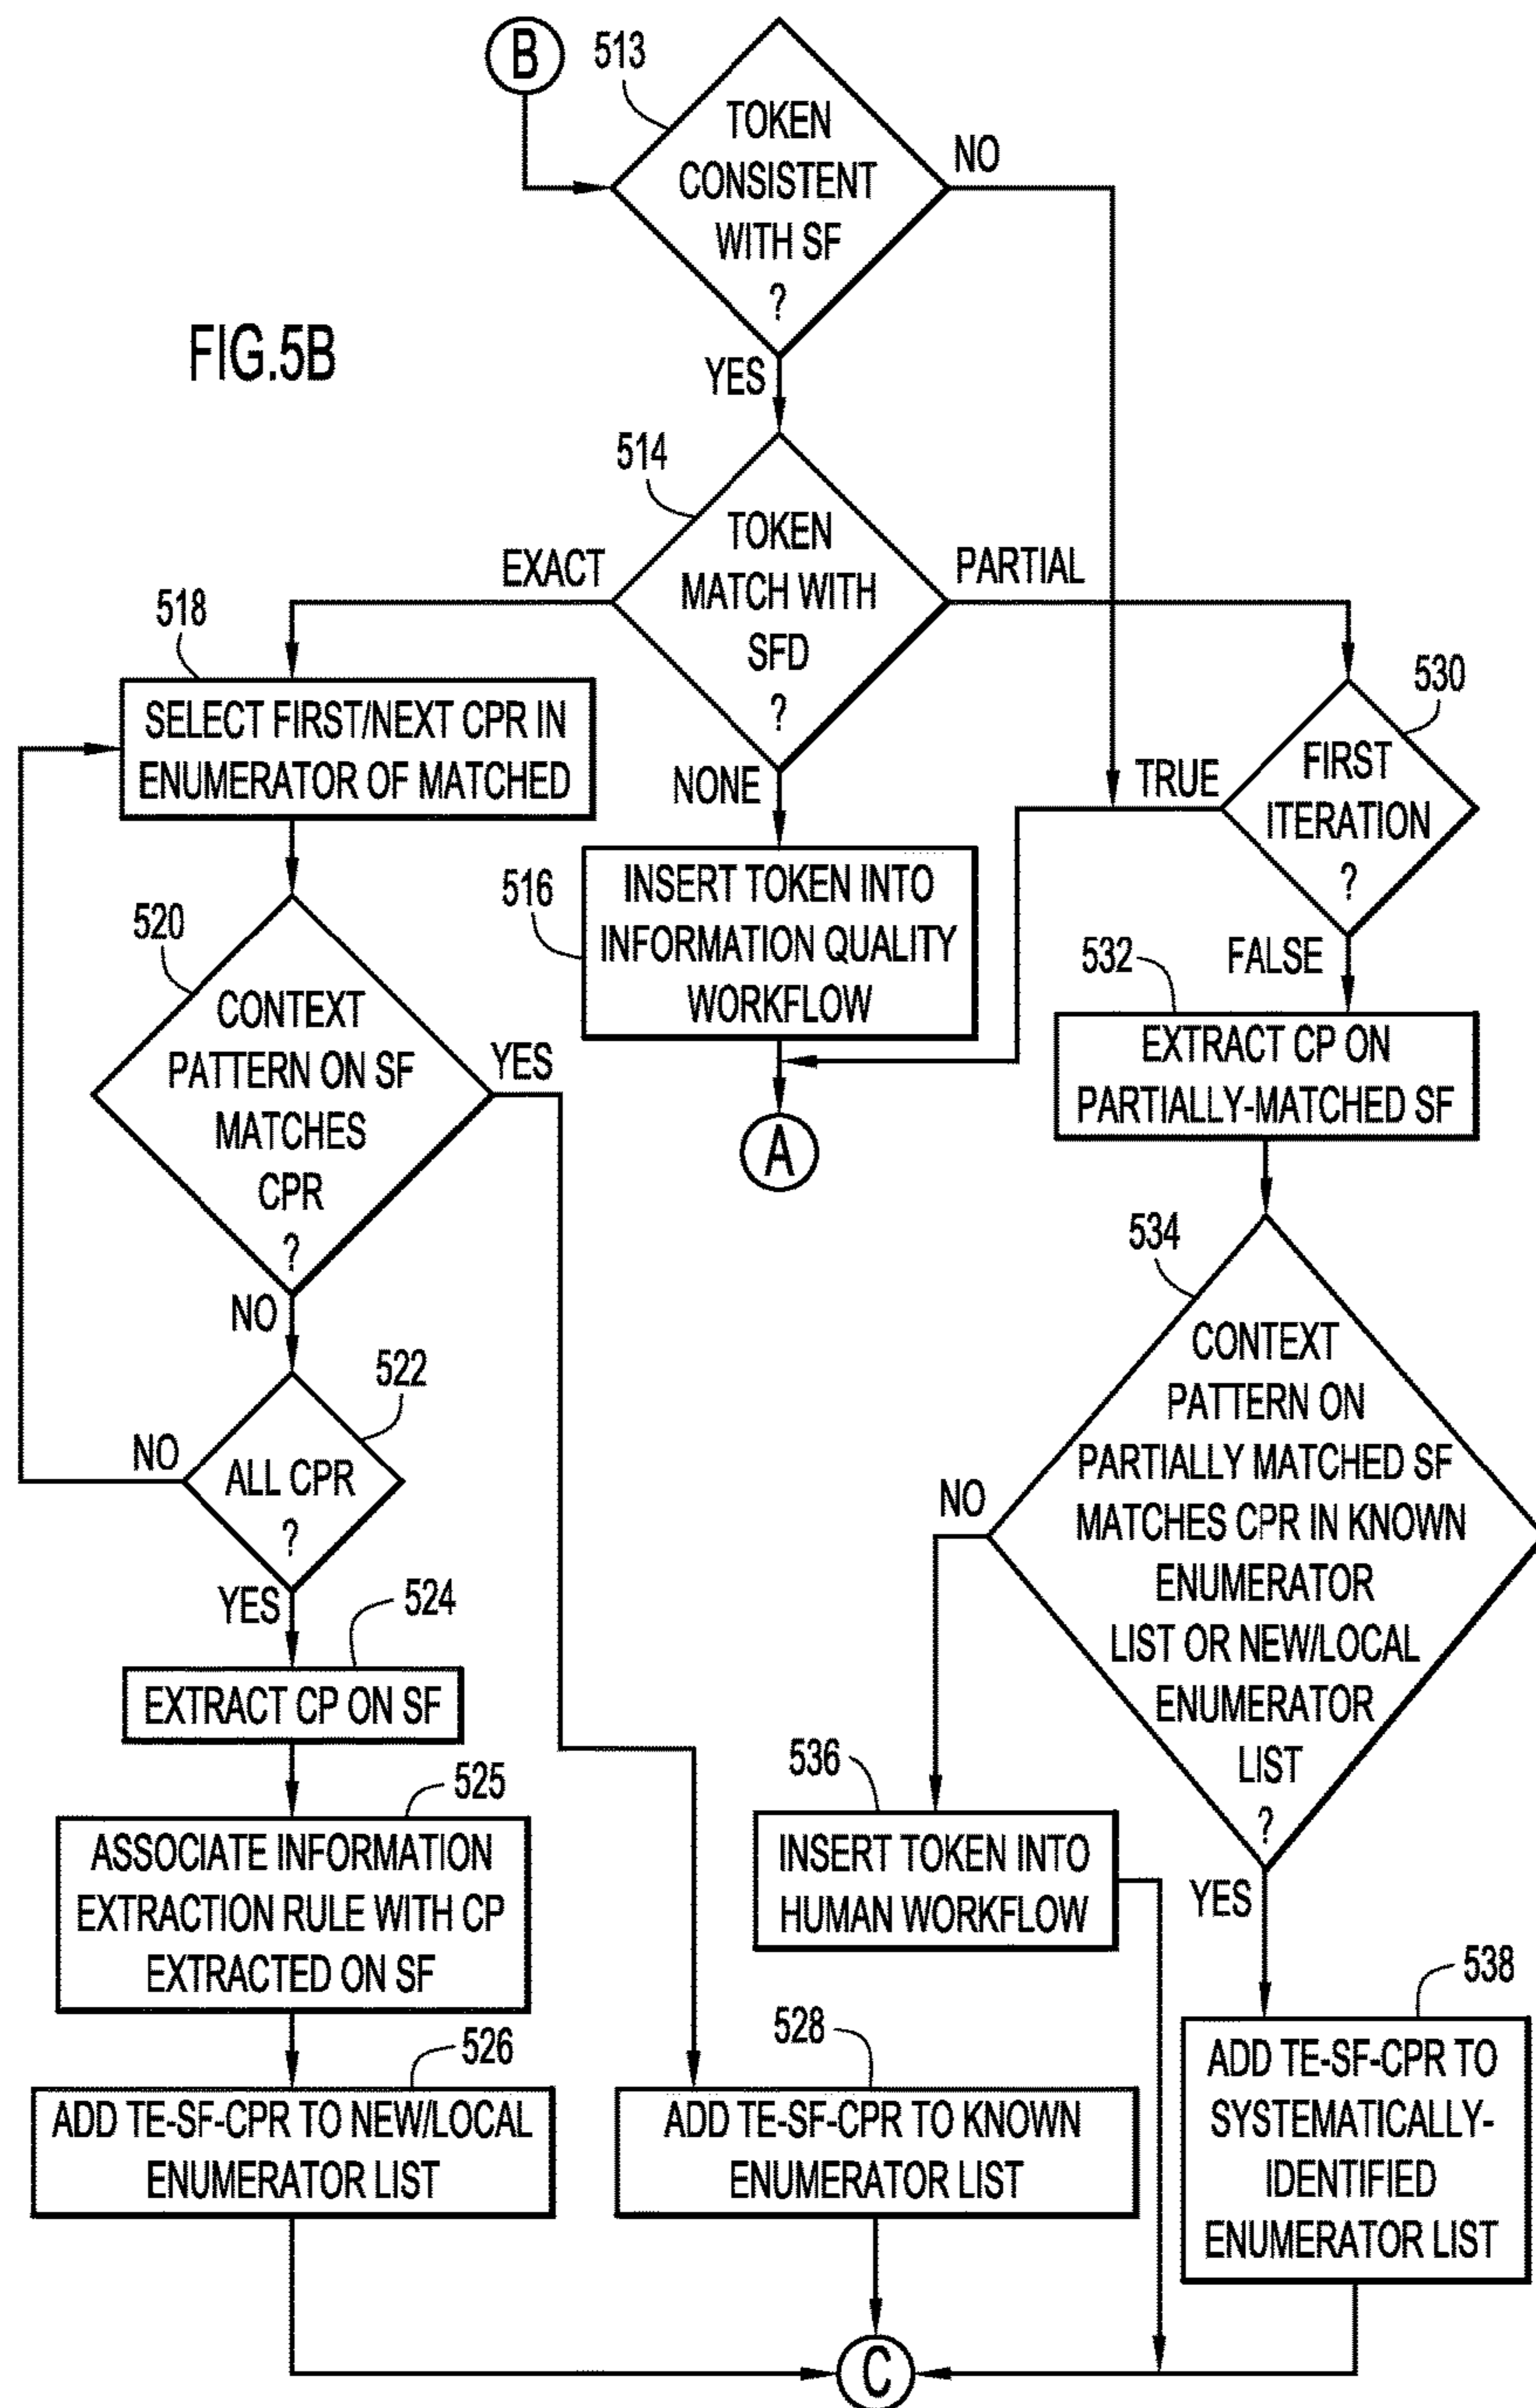 B
513
TOKEN
CONSISTENT
WITH SF
?
NO
YES
FIG.5B
514
TOKEN
MATCH WITH
SFD
?
EXACT
PARTIAL
NONE
518
SELECT FIRST/NEXT CPR IN
ENUMERATOR OF MATCHED
530
FIRST
ITERATION
?
TRUE
FALSE
516
INSERT TOKEN INTO
INFORMATION QUALITY
WORKFLOW
A
520
CONTEXT
PATTERN ON SF
MATCHES
CPR
?
YES
NO
532
EXTRACT CP ON
PARTIALLY-MATCHED SF
522
ALL CPR
?
NO
YES
534
CONTEXT
PATTERN ON
PARTIALLY MATCHED SF
MATCHES CPR IN KNOWN
ENUMERATOR
LIST OR NEW/LOCAL
ENUMERATOR
LIST
?
NO
YES
524
EXTRACT CP ON SF
525
ASSOCIATE INFORMATION
EXTRACTION RULE WITH CP
EXTRACTED ON SF
536
INSERT TOKEN INTO
HUMAN WORKFLOW
526
ADD TE-SF-CPR TO NEW/LOCAL
ENUMERATOR LIST
528
ADD TE-SF-CPR TO KNOWN
ENUMERATOR LIST
538
ADD TE-SF-CPR TO
SYSTEMATICALLY-
IDENTIFIED
ENUMERATOR LIST
C